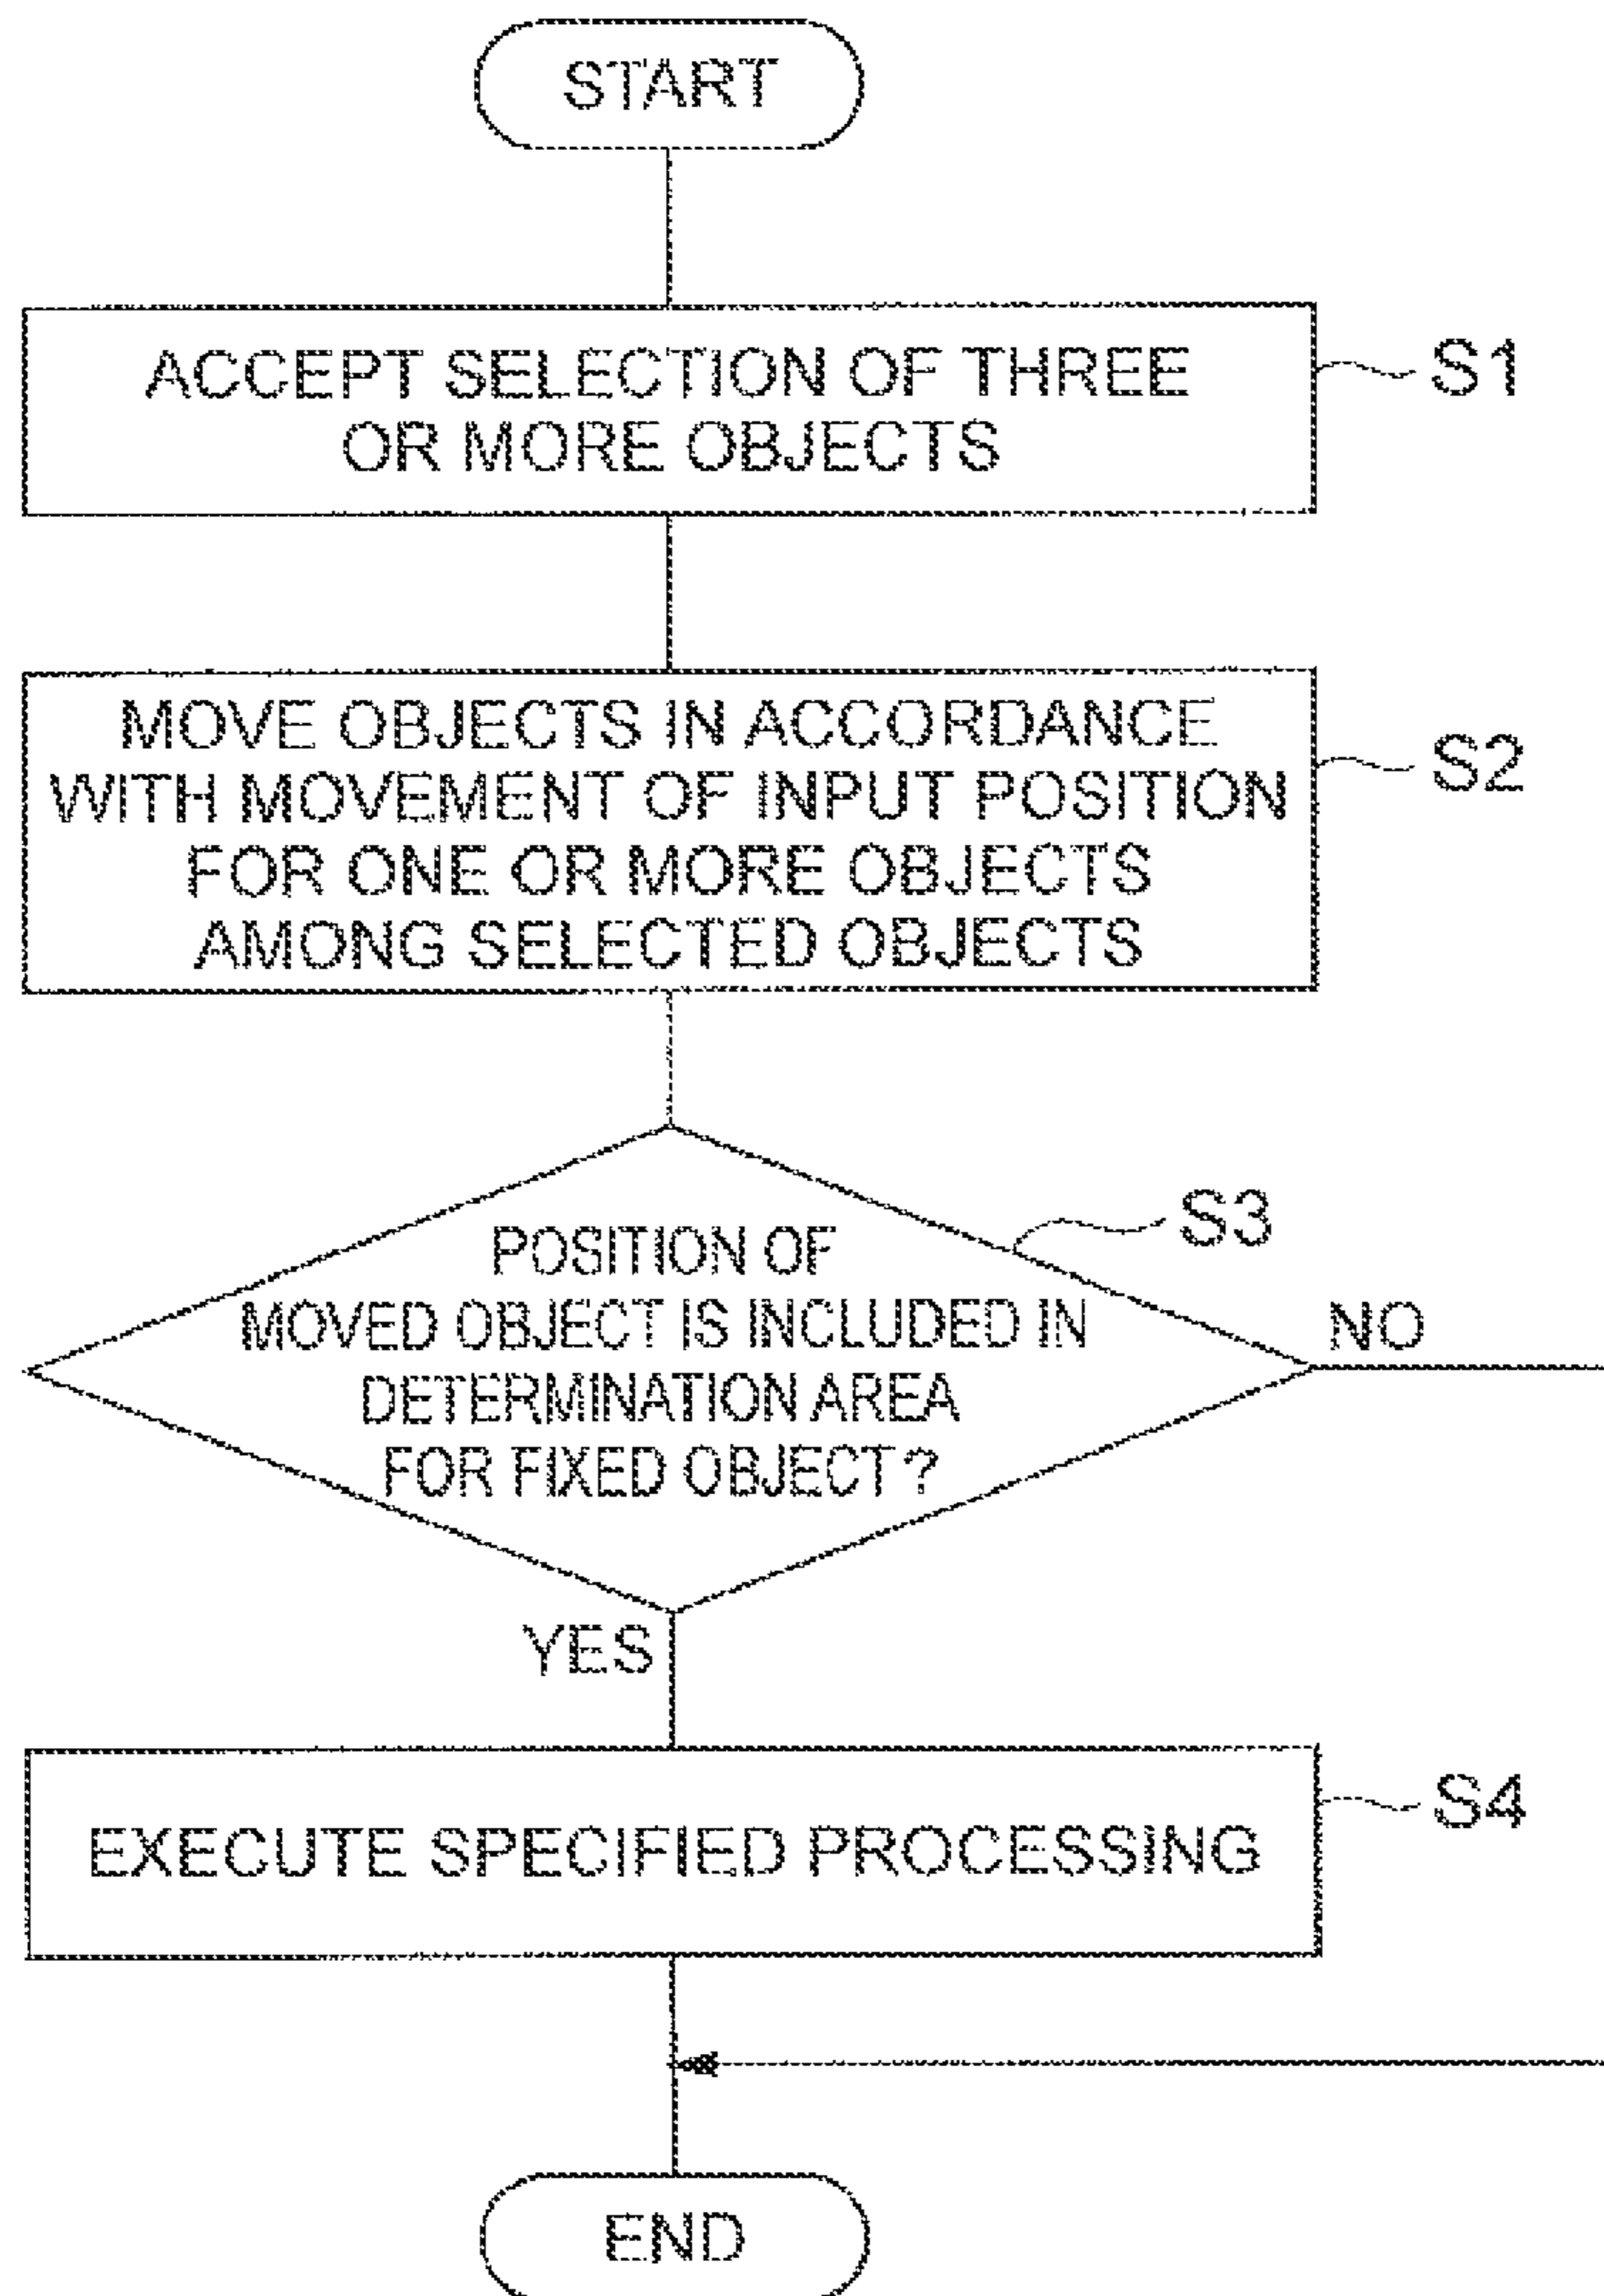 START
ACCEPT SELECTION OF THREE
OR MORE OBJECTS
S1
MOVE OBJECTS IN ACCORDANCE
WITH MOVEMENT OF INPUT POSITION
FOR ONE OR MORE OBJECTS
AMONG SELECTED OBJECTS
S2
POSITION OF
MOVED OBJECT IS INCLUDED IN
DETERMINATION AREA
FOR FIXED OBJECT?
S3
NO
YES
EXECUTE SPECIFIED PROCESSING
S4
END